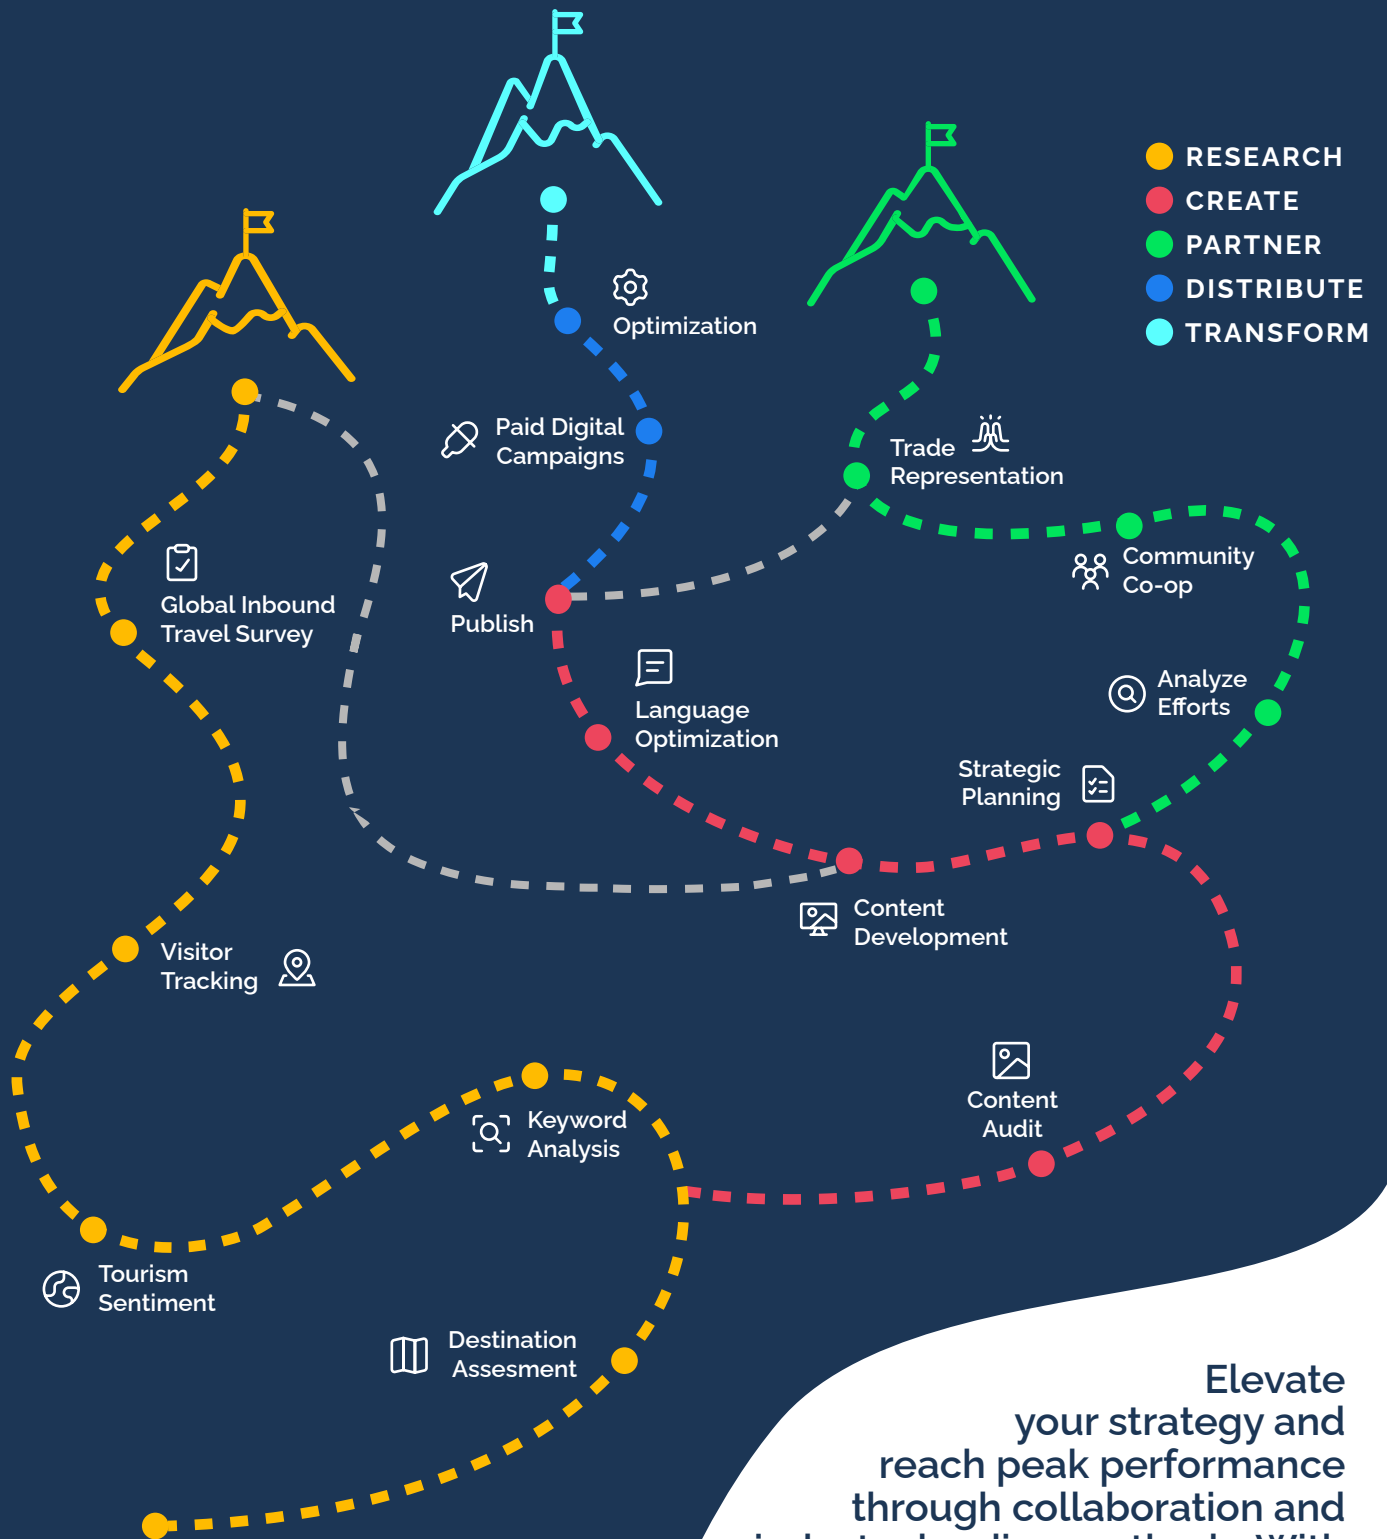 RESEARCH
CREATE
PARTNER
DISTRIBUTE
TRANSFORM
Optimization
Paid Digital
Campaigns
Trade
Representation
Community
Co-op
Global Inbound
Travel Survey
Publish
Language
Optimization
Analyze
Efforts
Strategic
Planning
Content
Development
Visitor
Tracking
Content
Audit
Keyword
Analysis
Tourism
Sentiment
Destination
Assesment
Elevate
your strategy and
reach peak performance
through collaboration and